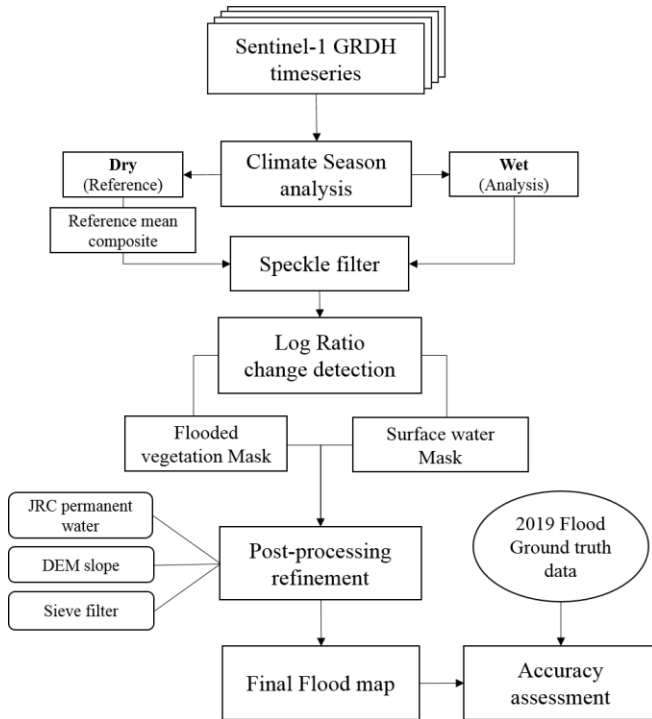 Sentinel-1 GRDH
timeseries
Dry
(Reference)
Climate Season
analysis
Wet
(Analysis)
Reference mean
composite
Speckle filter
Log Ratio
change detection
Flooded
vegetation Mask
Surface water
Mask
JRC permanent
water
DEM slope
Sieve filter
Post-processing
refinement
2019 Flood
Ground truth
data
Final Flood map
Accuracy
assessment